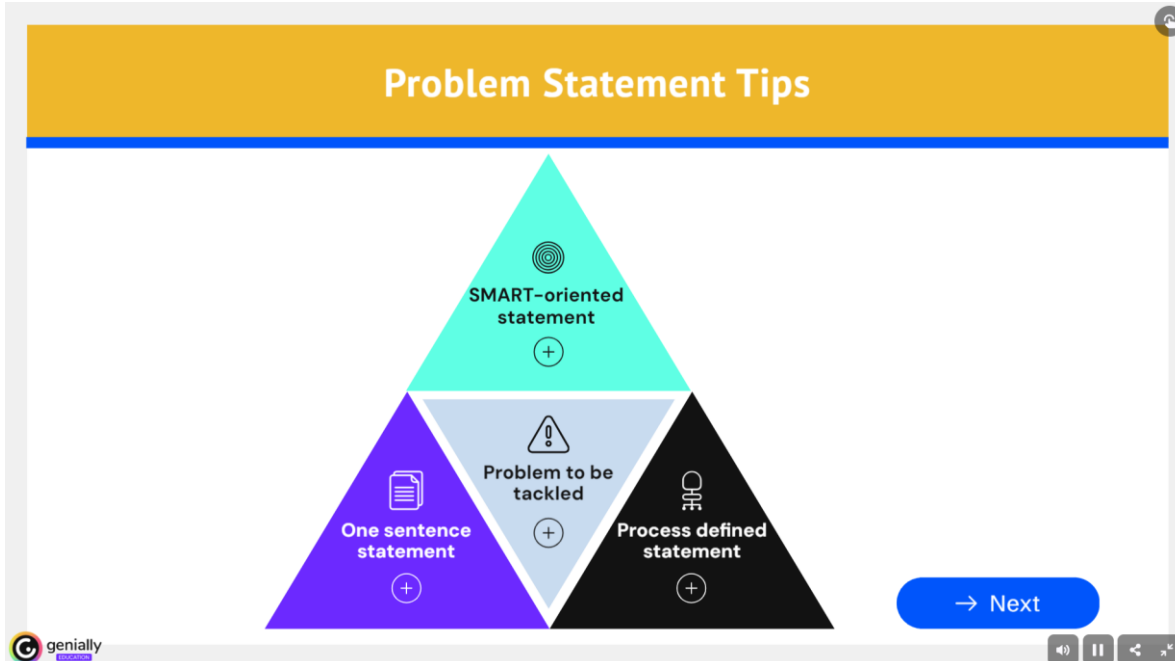 Problem Statement Tips
SMART-oriented
statement
Problem to be
tackled
One sentence
statement
Process defined
statement
→ Next
genially
EDUCATION